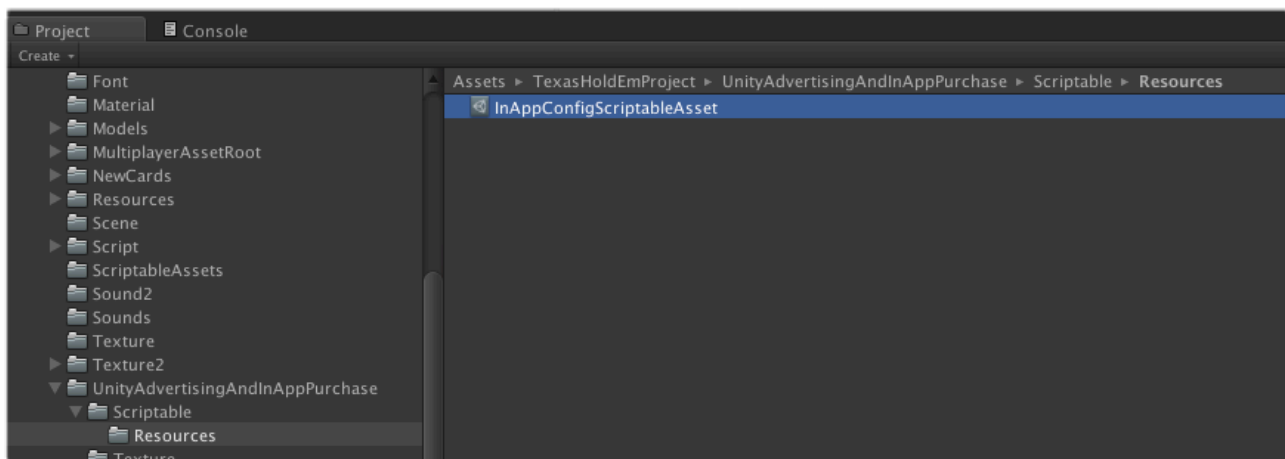 Project
Console
Create
Font
Material
Models
MultiplayerAssetRoot
NewCards
Resources
Scene
Script
ScriptableAssets
Sound2
Sounds
Texture
Texture2
UnityAdvertisingAndInAppPurchase
Scriptable
Resources
Texture
Assets ▸ TexasHoldEmProject ▸ UnityAdvertisingAndInAppPurchase ▸ Scriptable ▸ Resources
InAppConfigScriptableAsset